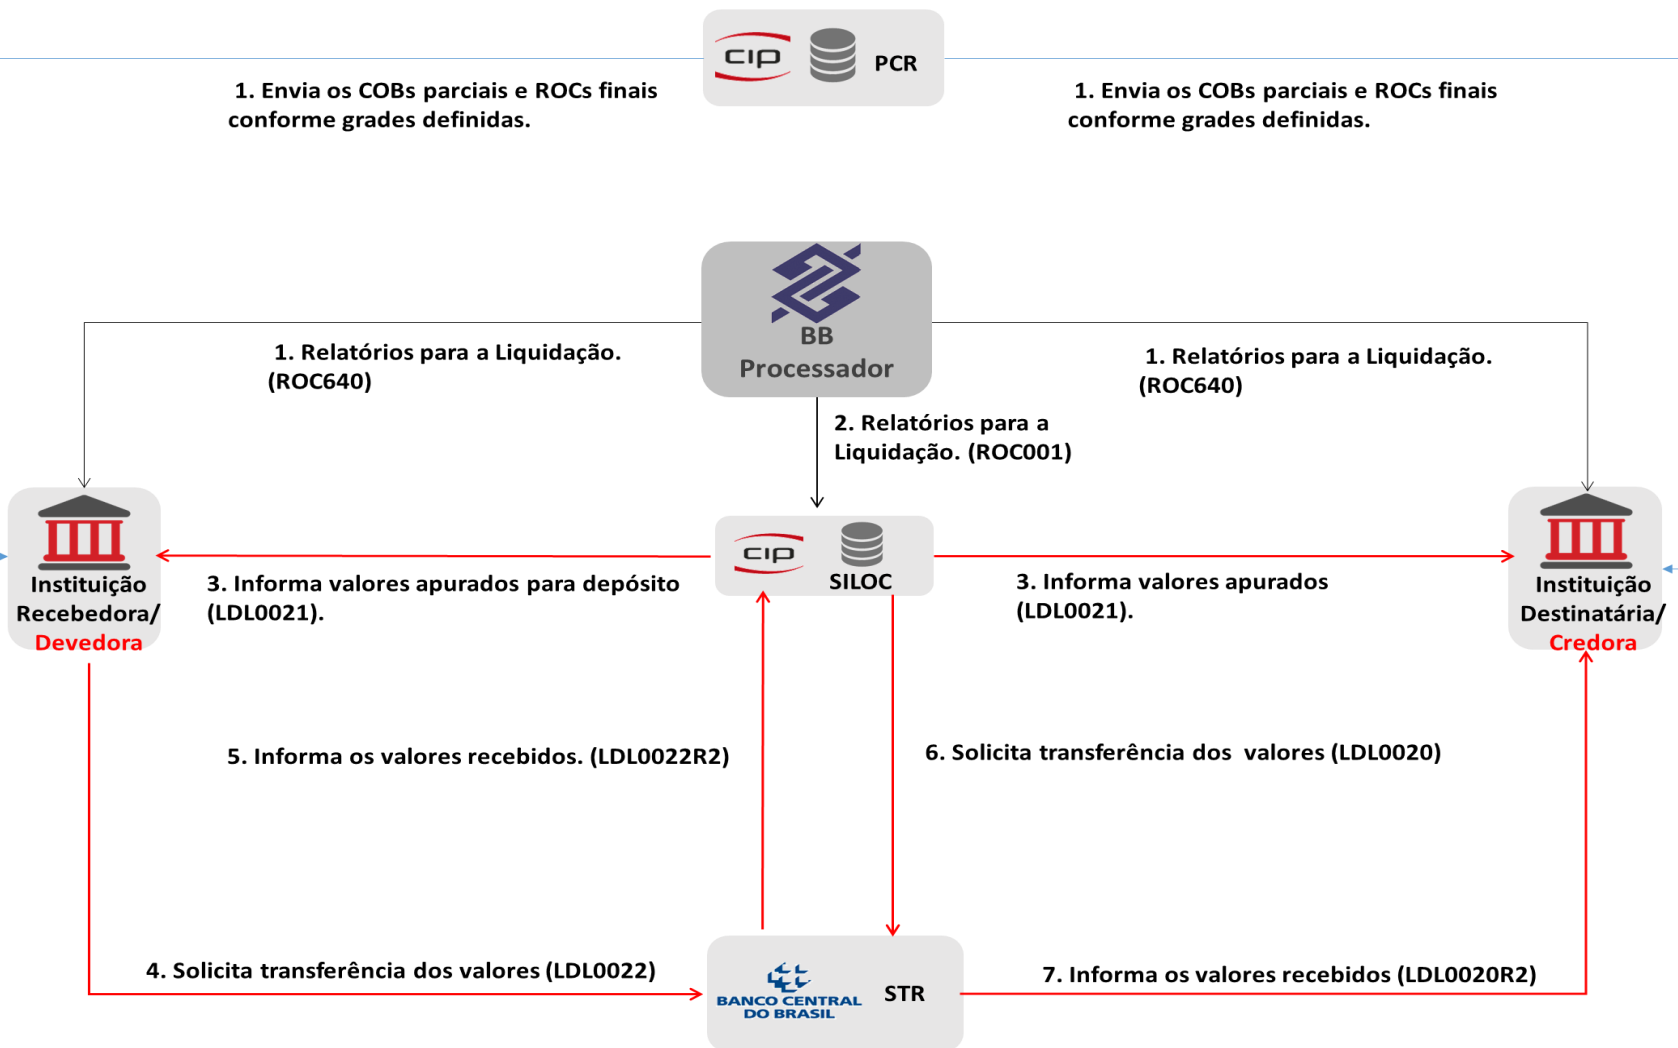 cip
PCR
1. Envia os COBs parciais e ROCs finais
conforme grades definidas.
1. Envia os COBs parciais e ROCs finais
conforme grades definidas.
BB
Processador
1. Relatórios para a Liquidação.
(ROC640)
1. Relatórios para a Liquidação.
(ROC640)
2. Relatórios para a
Liquidação. (ROC001)
Instituição
Recebedora/
Devedora
cip
SILOC
Instituição
Destinatária/
Credora
3. Informa valores apurados para depósito
(LDL0021).
3. Informa valores apurados
(LDL0021).
5. Informa os valores recebidos. (LDL0022R2)
6. Solicita transferência dos  valores (LDL0020)
4. Solicita transferência dos valores (LDL0022)
BANCO CENTRAL
DO BRASIL
STR
7. Informa os valores recebidos (LDL0020R2)